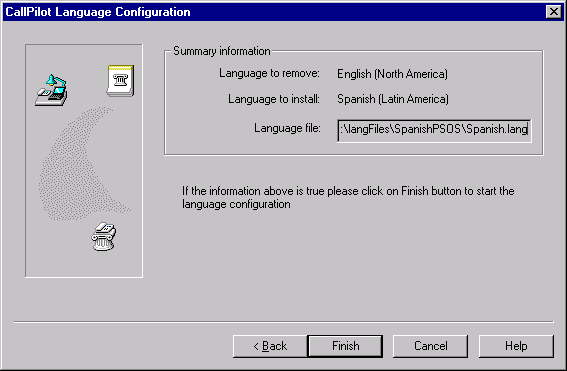 CallPilot Language Configuration
Summary information
Language to remove: English (North America)
Language to install: Spanish (Latin America)
Language file: :\langFiles\SpanishPSOS\Spanish.lang
If the information above is true please click on Finish button to start the
language configuration
< Back Finish Cancel Help